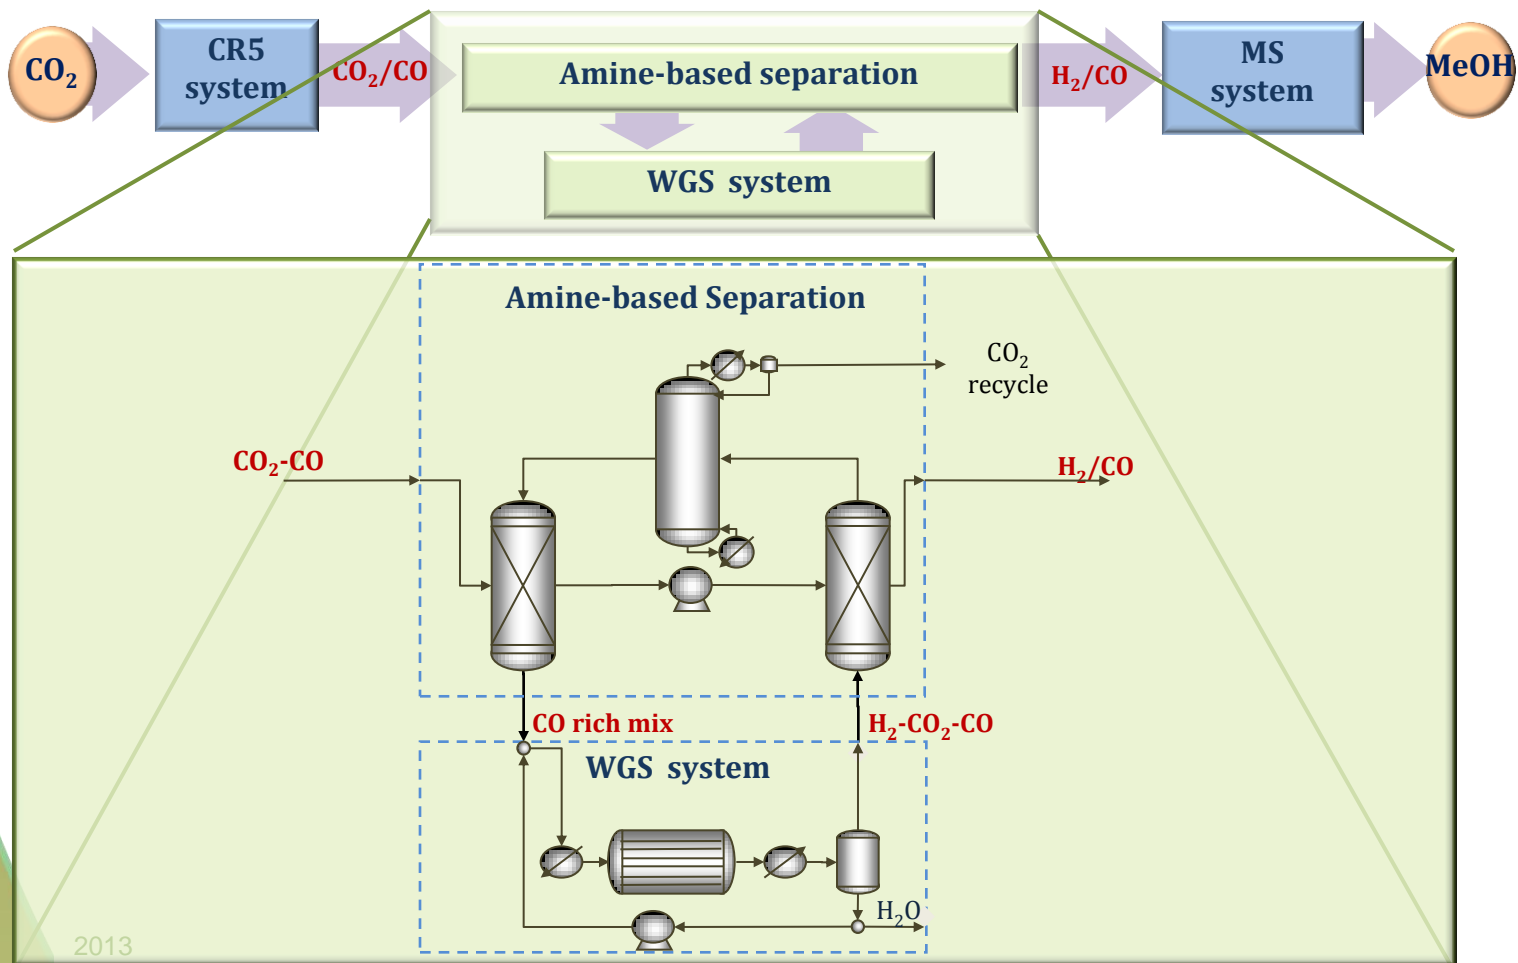 CO₂
CR5
system
CO₂/CO
Amine-based separation
WGS system
H₂/CO
MS
system
MeOH
Amine-based Separation
CO₂
recycle
CO₂-CO
H₂/CO
CO rich mix
H₂-CO₂-CO
WGS system
H₂O
2013